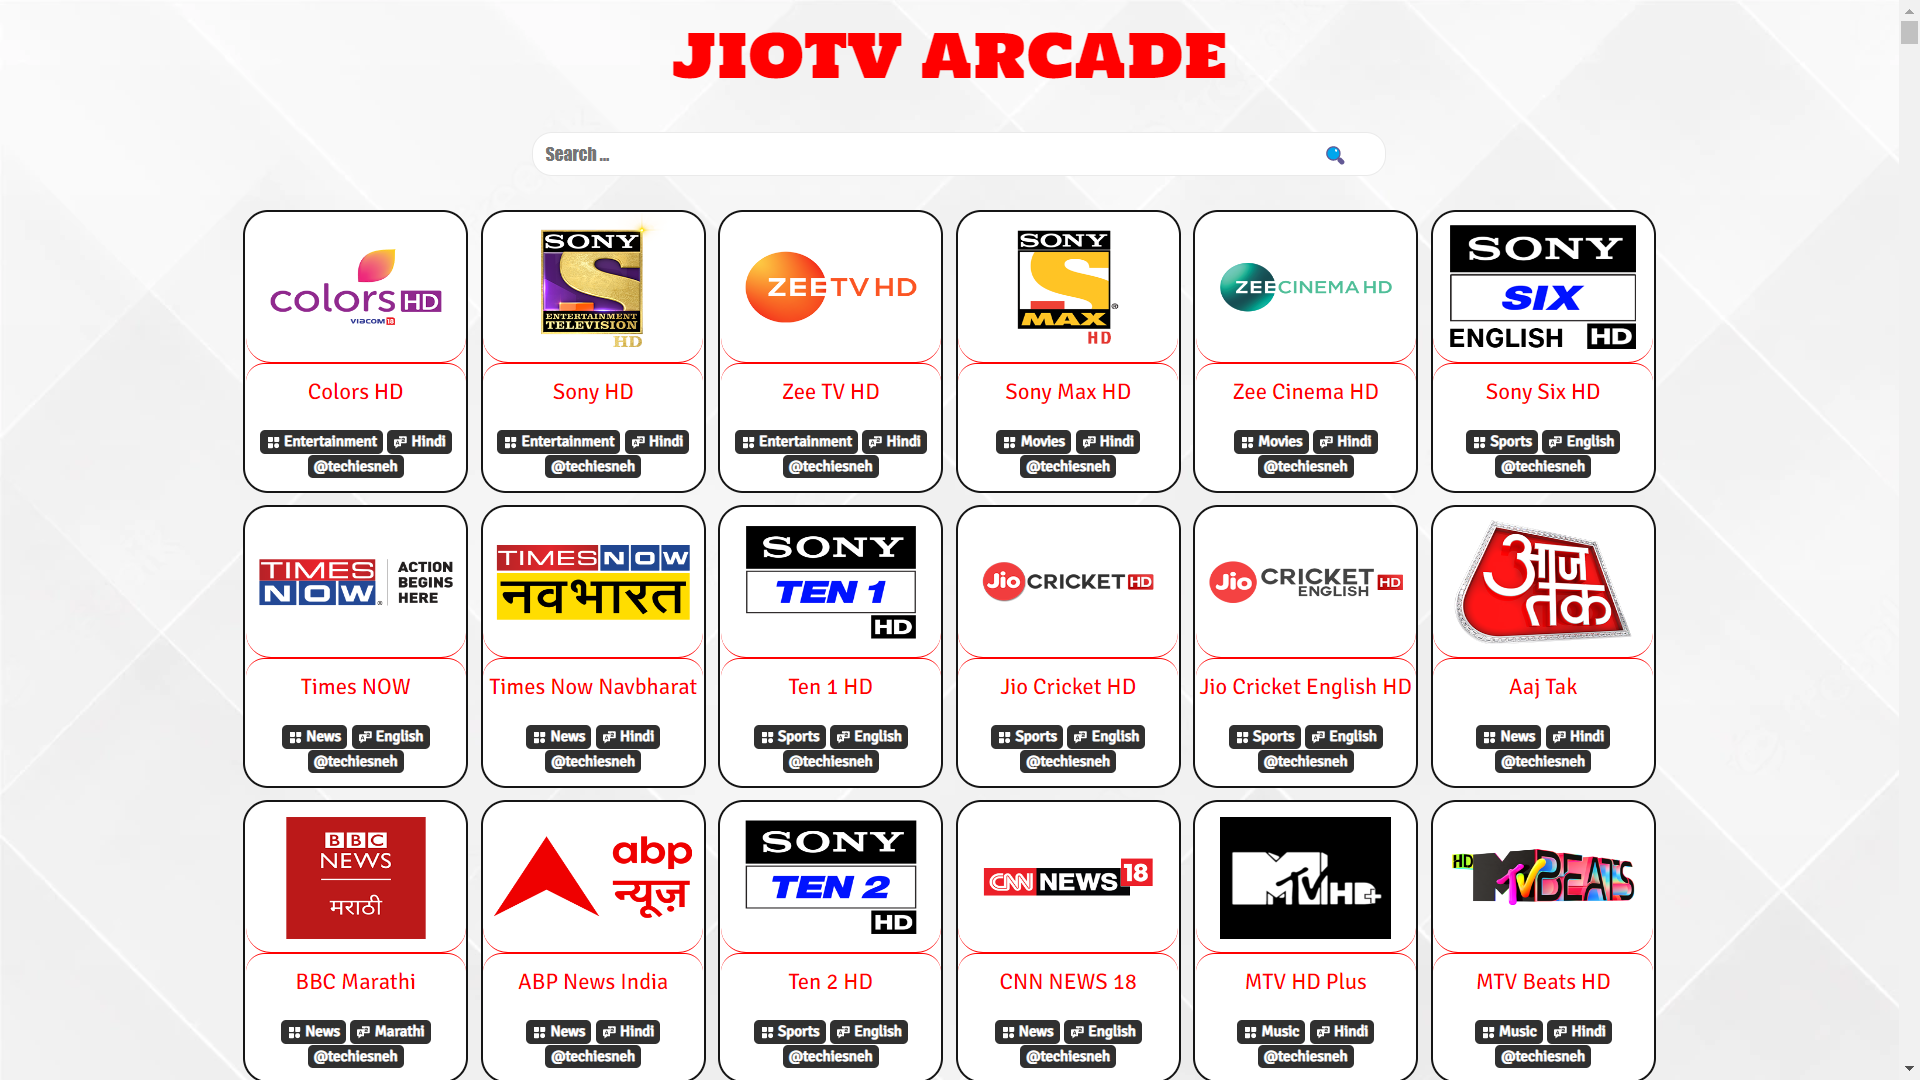 JIOTV ARCADE
Search ...
colors HD
VIACOM 18
Colors HD
Entertainment Hindi
@techiesneh
SONY
ENTERTAINMENT
TELEVISION
HD
Sony HD
Entertainment Hindi
@techiesneh
ZEE TV HD
Zee TV HD
Entertainment Hindi
@techiesneh
SONY
MAX
HD
Sony Max HD
Movies Hindi
@techiesneh
ZEE CINEMA HD
Zee Cinema HD
Movies Hindi
@techiesneh
SONY
SIX
ENGLISH HD
Sony Six HD
Sports English
@techiesneh
TIMES
NOW
ACTION
BEGINS
HERE
Times NOW
News English
@techiesneh
TIMES NOW
नवभारत
Times Now Navbharat
News Hindi
@techiesneh
SONY
TEN 1
HD
Ten 1 HD
Sports English
@techiesneh
Jio CRICKET HD
Jio Cricket HD
Sports English
@techiesneh
Jio CRICKET HD
ENGLISH
Jio Cricket English HD
Sports English
@techiesneh
आज
तक
Aaj Tak
News Hindi
@techiesneh
BBC
NEWS
मराठी
BBC Marathi
News Marathi
@techiesneh
abp
न्यूज़
ABP News India
News Hindi
@techiesneh
SONY
TEN 2
HD
Ten 2 HD
Sports English
@techiesneh
CNN NEWS 18
CNN NEWS 18
News English
@techiesneh
MTV HD+
MTV HD Plus
Music Hindi
@techiesneh
HD MTV BEATS
MTV Beats HD
Music Hindi
@techiesneh